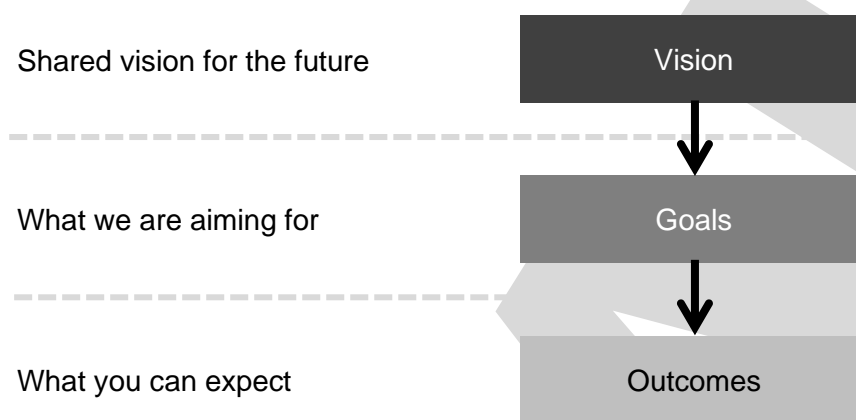 Shared vision for the future
Vision
What we are aiming for
Goals
What you can expect
Outcomes